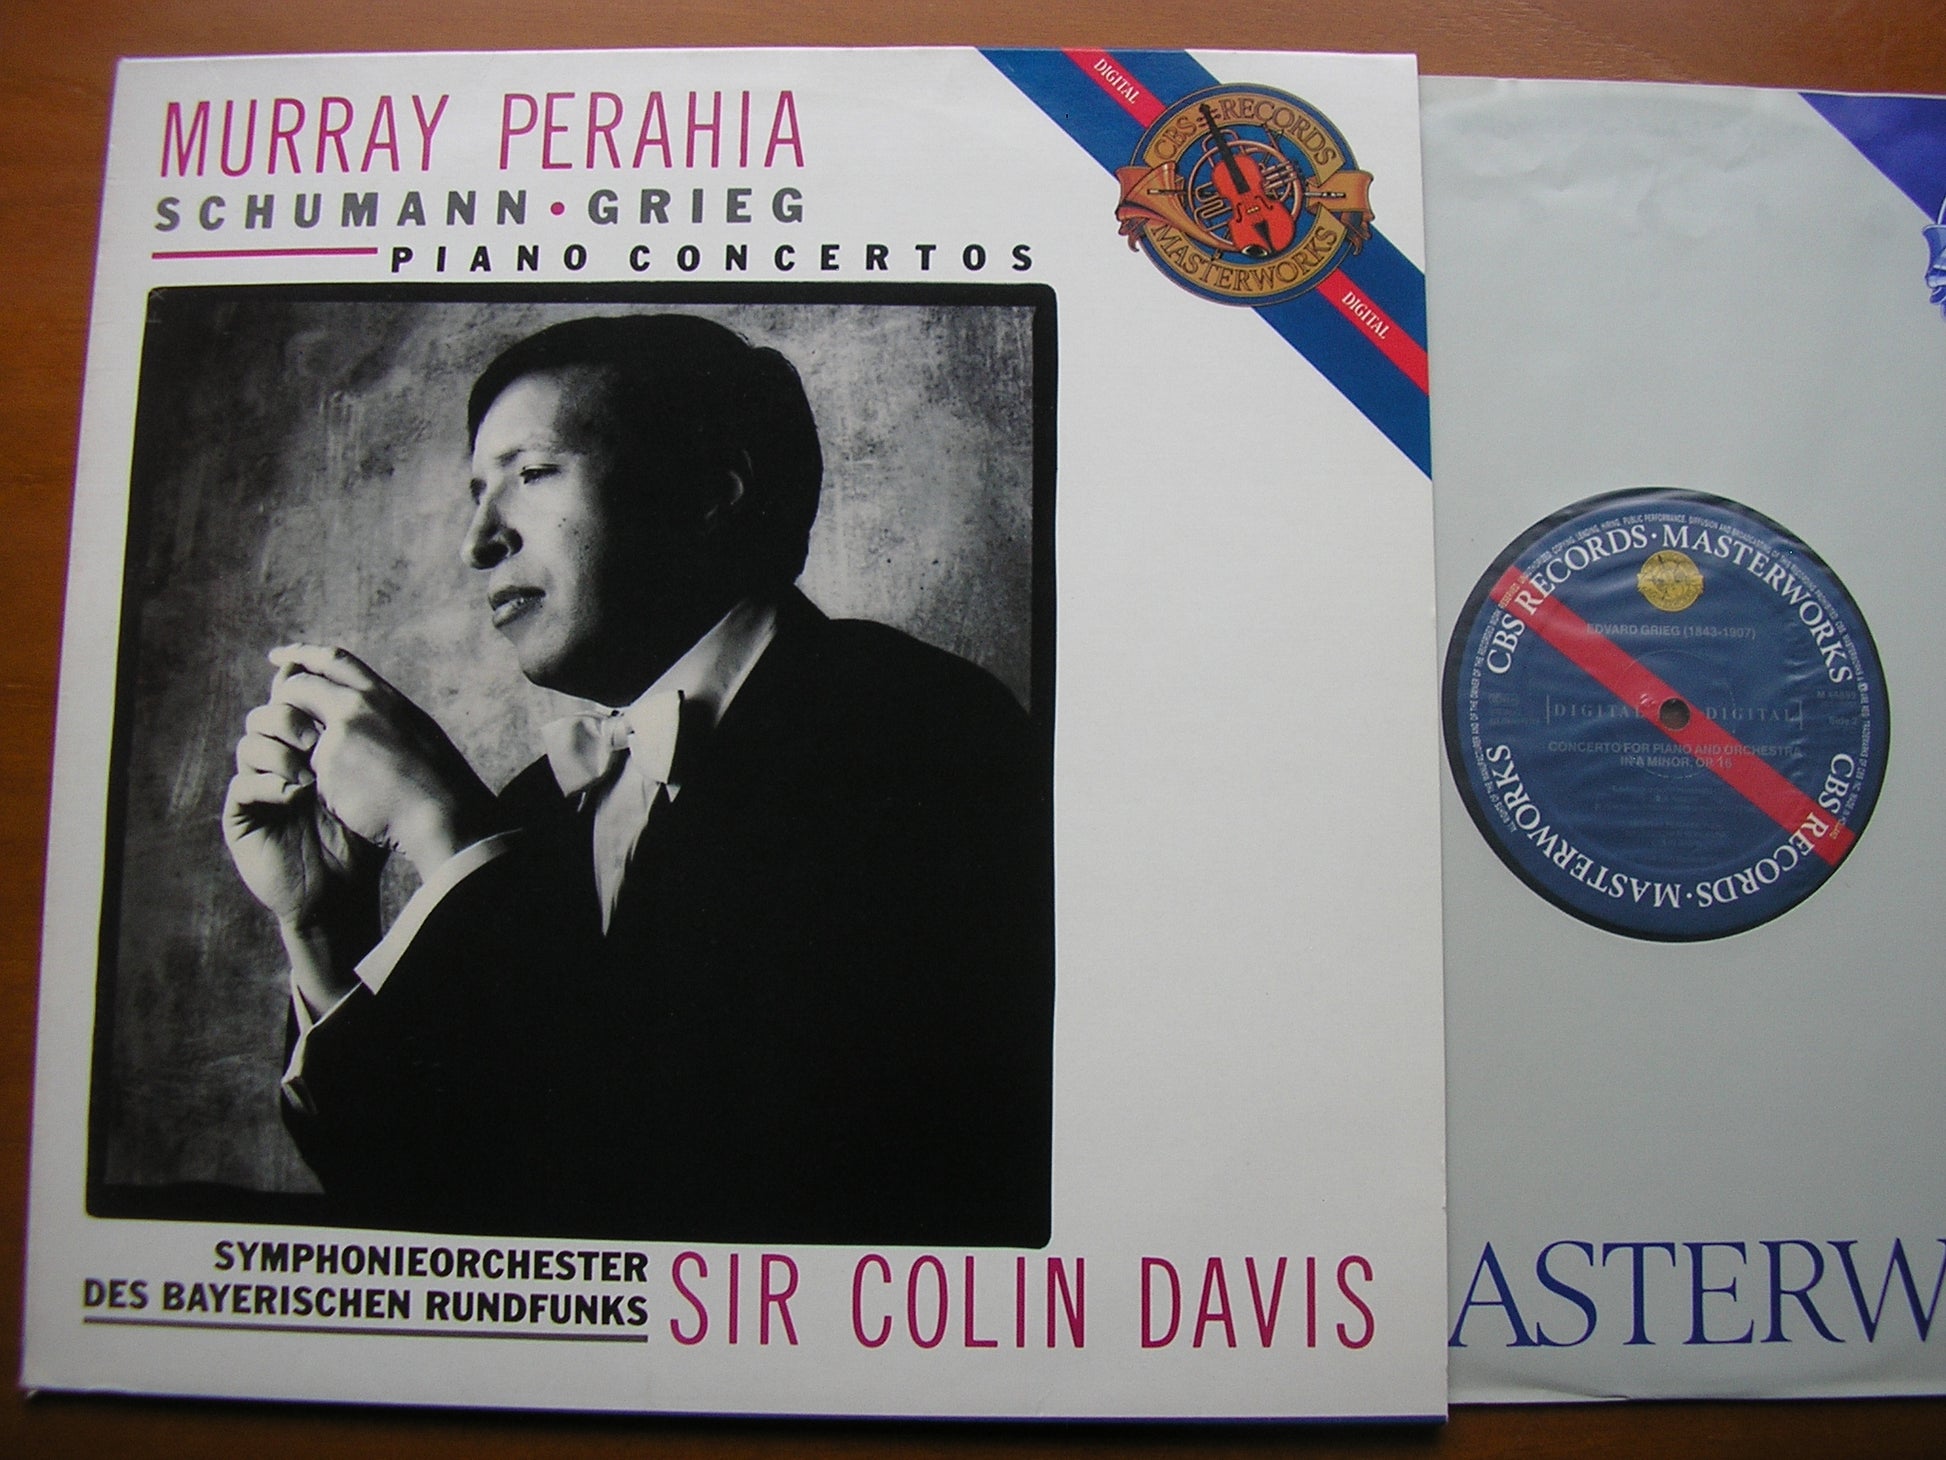 MURRAY PERAHIA
SCHUMANN • GRIEG
PIANO CONCERTOS
DIGITAL
CBS RECORDS
MASTERWORKS
DIGITAL
SYMPHONIEORCHESTER
DES BAYERISCHEN RUNDFUNKS
SIR COLIN DAVIS
CBS RECORDS · MASTERWORKS
CBS RECORDS · MASTERWORKS
EDVARD GRIEG (1843-1907)
DIGITAL DIGITAL
Side 2
CONCERTO FOR PIANO AND ORCHESTRA
IN A MINOR, OP. 16
ASTERW